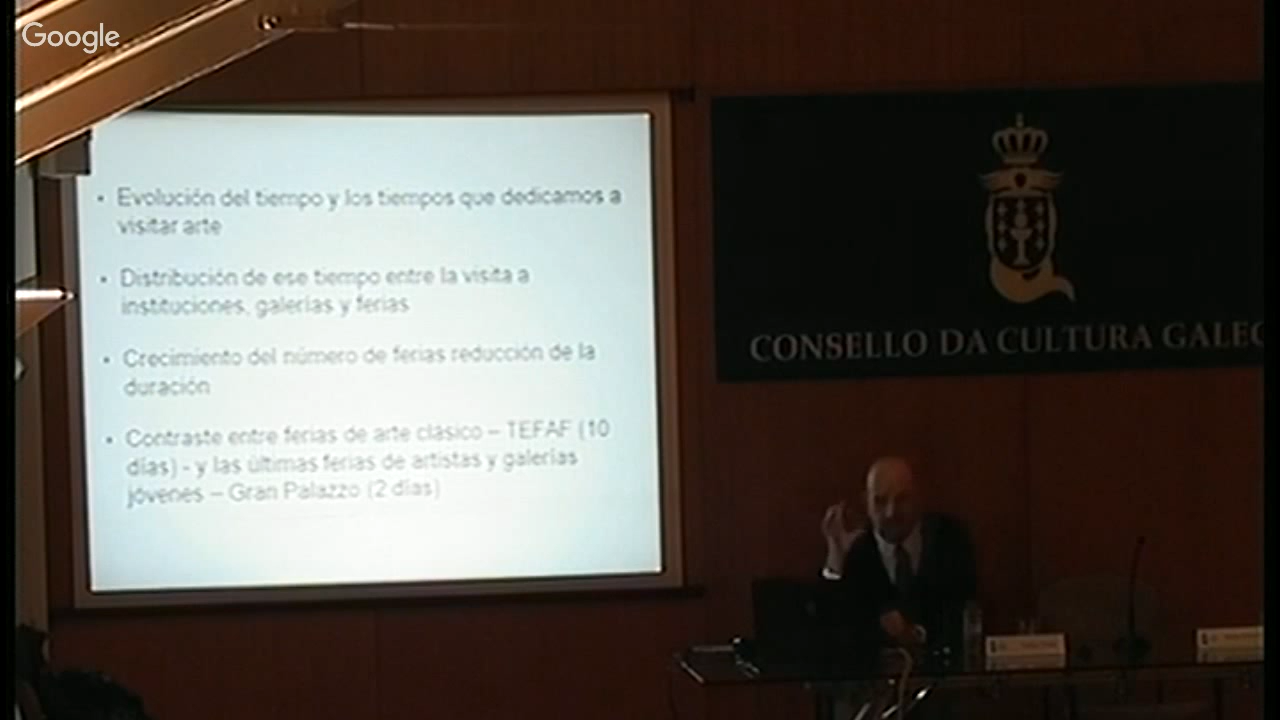 Google
• Evolución del tiempo y los tiempos que dedicamos a
visitar arte
• Distribución de ese tiempo entre la visita a
instituciones, galerías y ferias
• Crecimiento del número de ferias reducción de la
duración
• Contraste entre ferias de arte clásico – TEFAF (10
días) - y las últimas ferias de artistas y galerías
jóvenes – Gran Palazzo (2 días)
CONSELLO DA CULTURA GALEG